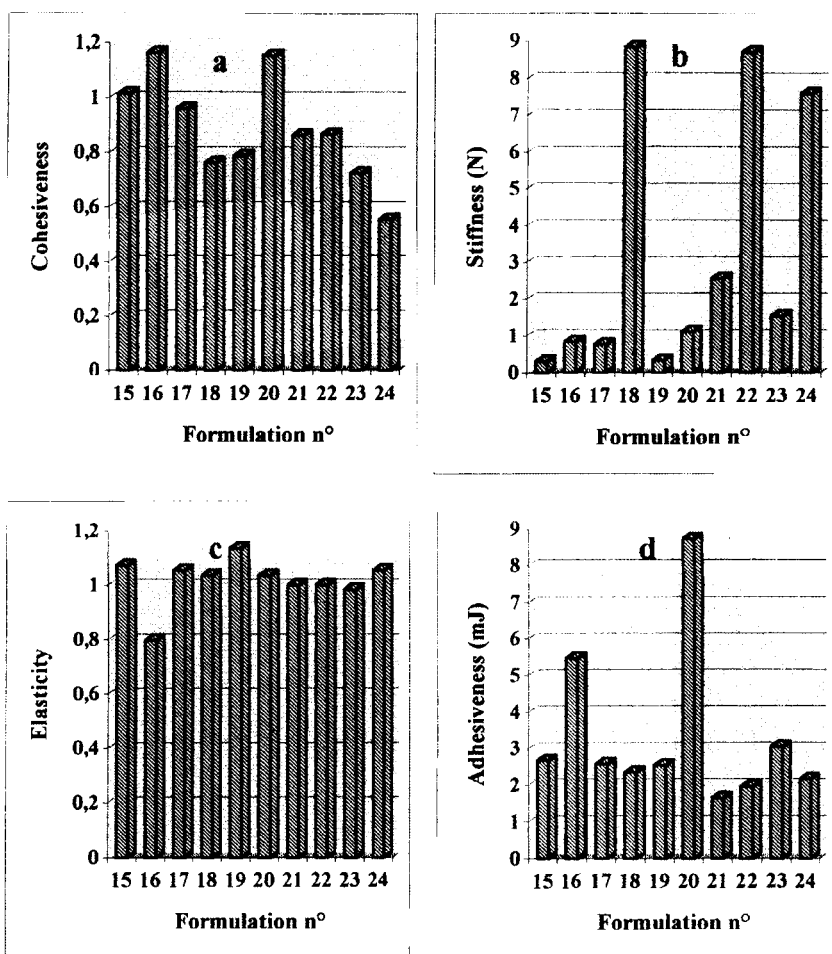 a
Cohesiveness
1,2
1
0,8
0,6
0,4
0,2
0
15 16 17 18 19 20 21 22 23 24
Formulation n°
b
Stiffness (N)
9
8
7
6
5
4
3
2
1
0
15 16 17 18 19 20 21 22 23 24
Formulation n°
c
Elasticity
1,2
1
0,8
0,6
0,4
0,2
0
15 16 17 18 19 20 21 22 23 24
Formulation n°
d
Adhesiveness (mJ)
9
8
7
6
5
4
3
2
1
0
15 16 17 18 19 20 21 22 23 24
Formulation n°